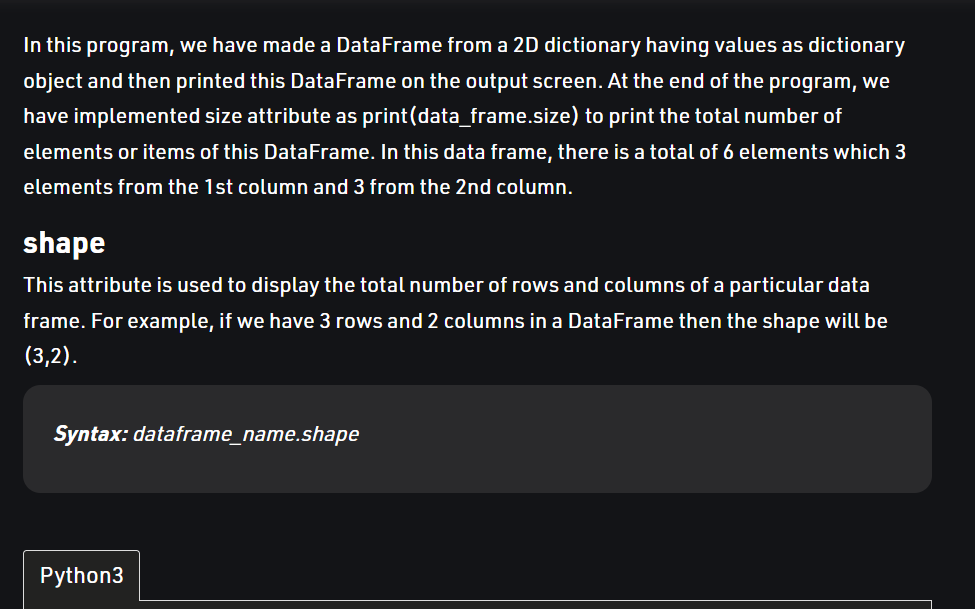 In this program, we have made a DataFrame from a 2D dictionary having values as dictionary
object and then printed this DataFrame on the output screen. At the end of the program, we
have implemented size attribute as print(data_frame.size) to print the total number of
elements or items of this DataFrame. In this data frame, there is a total of 6 elements which 3
elements from the 1st column and 3 from the 2nd column.
shape
This attribute is used to display the total number of rows and columns of a particular data
frame. For example, if we have 3 rows and 2 columns in a DataFrame then the shape will be
(3,2).
Syntax: dataframe_name.shape
Python3